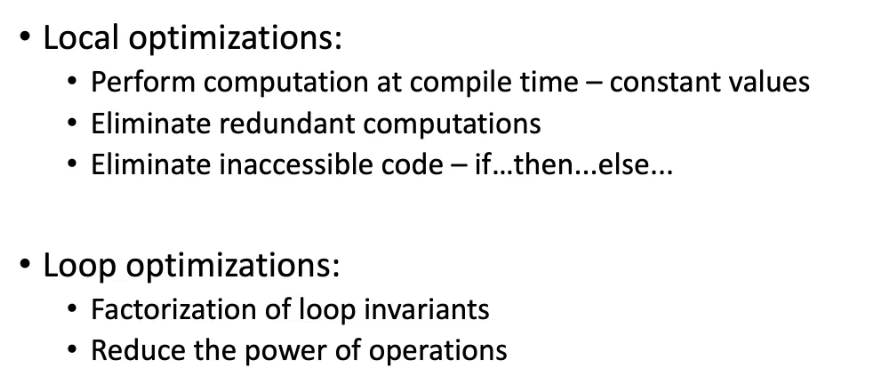 • Local optimizations:
• Perform computation at compile time – constant values
• Eliminate redundant computations
• Eliminate inaccessible code – if...then...else...
• Loop optimizations:
• Factorization of loop invariants
• Reduce the power of operations